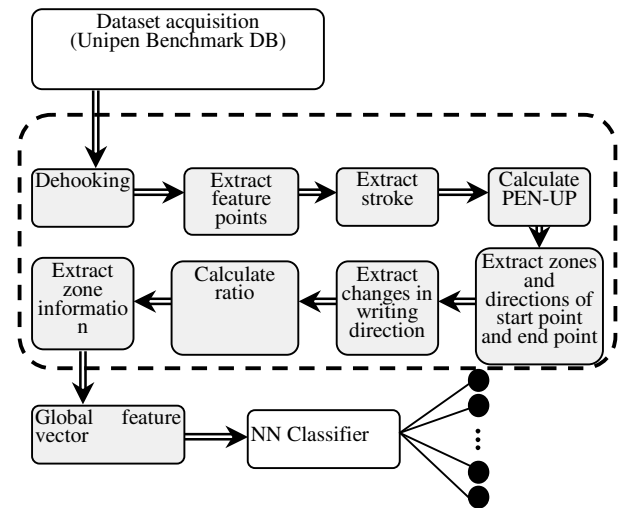 Dataset acquisition
(Unipen Benchmark DB)
Dehooking
Extract
feature
points
Extract
stroke
Calculate
PEN-UP
Extract zones
and
directions of
start point
and end point
Extract
changes in
writing
direction
Calculate
ratio
Extract
zone
informatio
n
Global feature
vector
NN Classifier